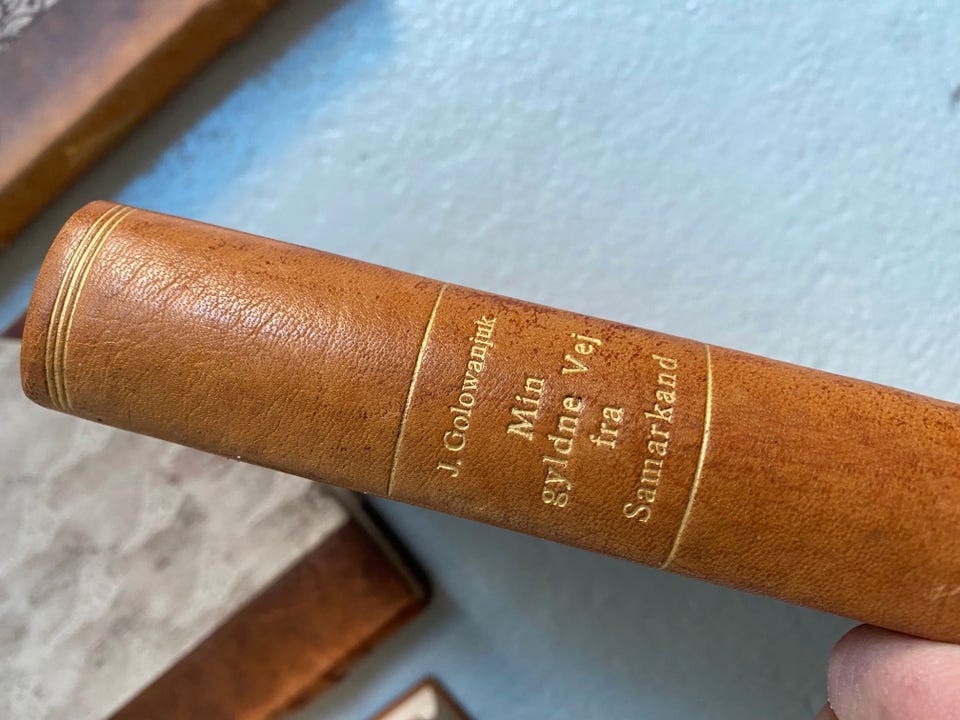 J. Golowanjuk
Min
gyldne Vej
fra
Samarkand